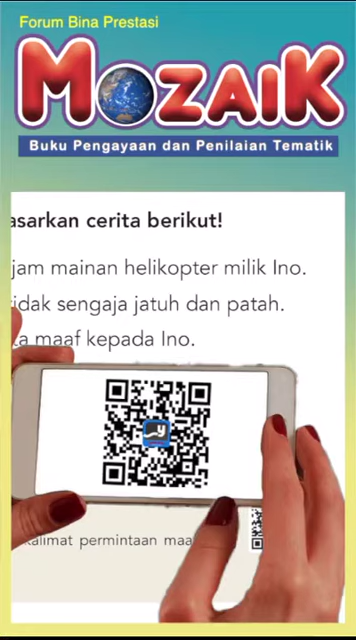 Forum Bina Prestasi
MOZAIK
Buku Pengayaan dan Penilaian Tematik
asarkan cerita berikut!
jam mainan helikopter milik Ino.
idak sengaja jatuh dan patah.
ta maaf kepada Ino.
kalimat permintaan maa